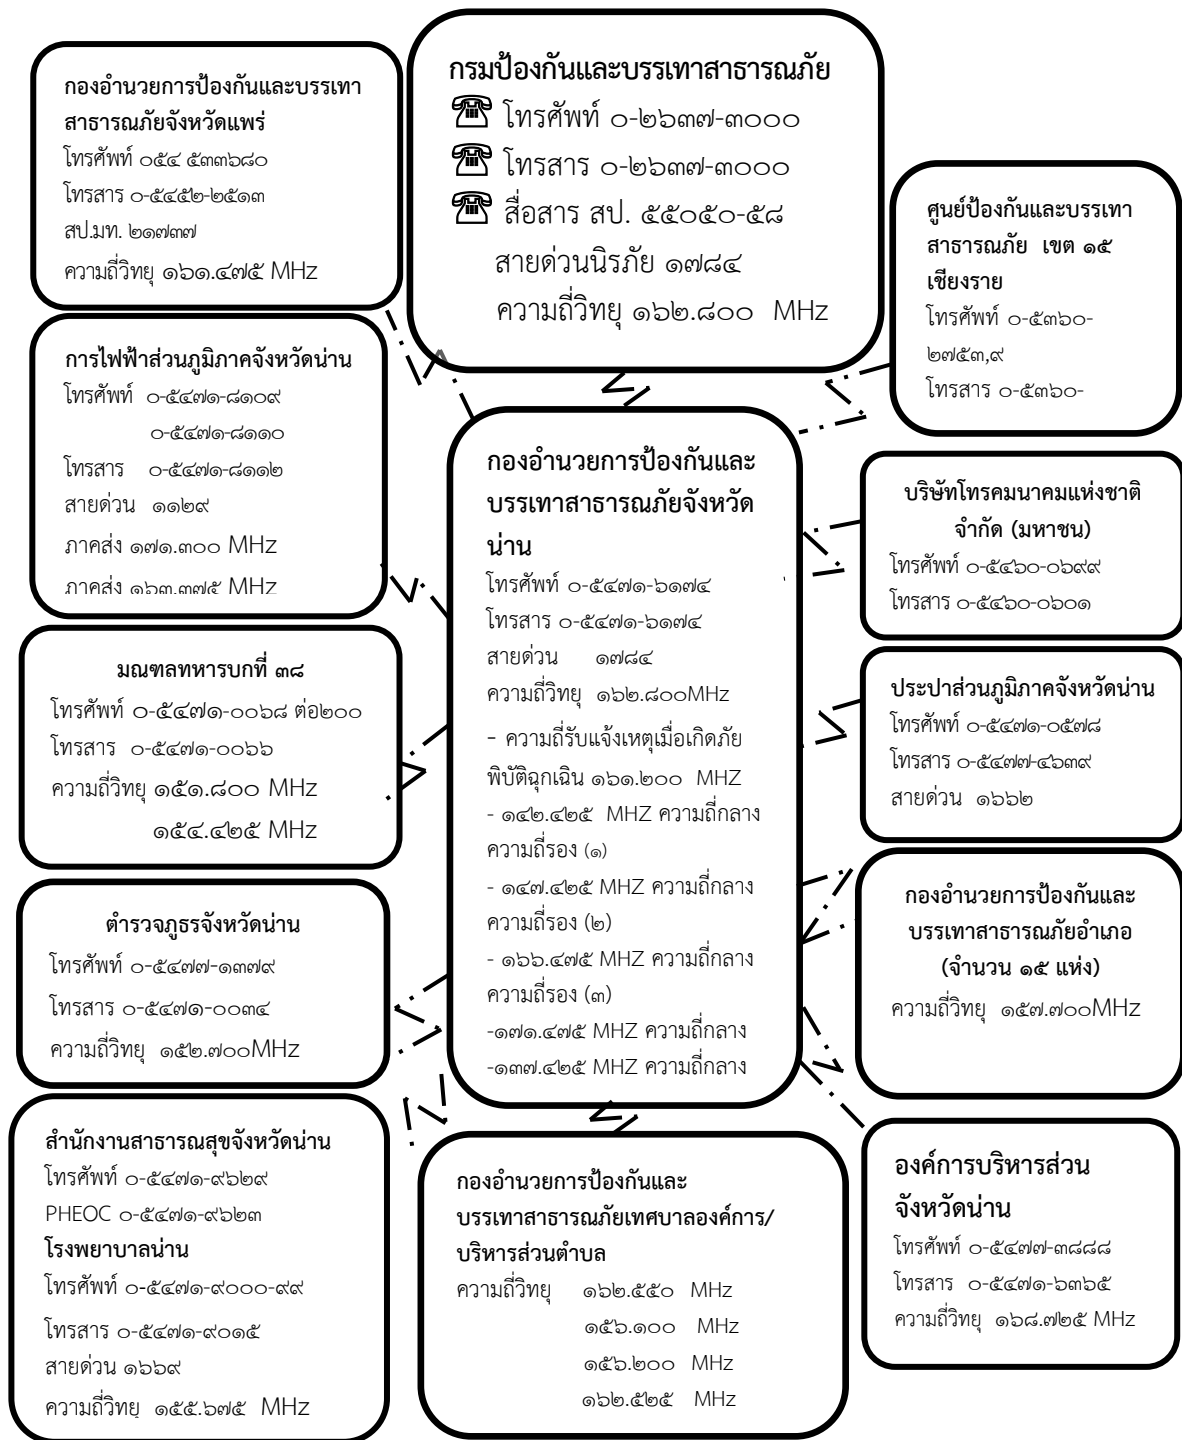 กองอำนวยการป้องกันและบรรเทา
สาธารณภัยจังหวัดแพร่
โทรศัพท์ ๐๕๔ ๕๓๓๖๘๐
โทรสาร ๐-๕๔๕๒-๒๕๑๓
สป.มท. ๒๑๗๓๗
ความถี่วิทยุ ๑๖๑.๔๗๕ MHz
กรมป้องกันและบรรเทาสาธารณภัย
โทรศัพท์ ๐-๒๖๓๗-๓๐๐๐
โทรสาร ๐-๒๖๓๗-๓๐๐๐
สื่อสาร สป. ๕๕๐๕๐-๕๘
สายด่วนนิรภัย ๑๗๘๔
ความถี่วิทยุ ๑๖๒.๘๐๐ MHz
ศูนย์ป้องกันและบรรเทา
สาธารณภัย เขต ๑๕
เชียงราย
โทรศัพท์ ๐-๕๓๖๐-
๒๗๕๓,๙
โทรสาร ๐-๕๓๖๐-
การไฟฟ้าส่วนภูมิภาคจังหวัดน่าน
โทรศัพท์ ๐-๕๔๗๑-๘๑๐๙
๐-๕๔๗๑-๘๑๑๐
โทรสาร ๐-๕๔๗๑-๘๑๑๒
สายด่วน ๑๑๒๙
ภาคส่ง ๑๗๑.๓๐๐ MHz
ภาคส่ง ๑๖๓.๓๗๕ MHz
กองอำนวยการป้องกันและ
บรรเทาสาธารณภัยจังหวัด
น่าน
โทรศัพท์ ๐-๕๔๗๑-๖๑๗๔
โทรสาร ๐-๕๔๗๑-๖๑๗๔
สายด่วน ๑๗๘๔
ความถี่วิทยุ ๑๖๒.๘๐๐MHz
- ความถี่รับแจ้งเหตุเมื่อเกิดภัย
พิบัติฉุกเฉิน ๑๖๑.๒๐๐ MHZ
- ๑๔๒.๔๒๕ MHZ ความถี่กลาง
ความถี่รอง (๑)
- ๑๔๗.๔๒๕ MHZ ความถี่กลาง
ความถี่รอง (๒)
- ๑๖๖.๔๗๕ MHZ ความถี่กลาง
ความถี่รอง (๓)
-๑๗๑.๔๗๕ MHZ ความถี่กลาง
-๑๓๗.๔๒๕ MHZ ความถี่กลาง
บริษัทโทรคมนาคมแห่งชาติ
จำกัด (มหาชน)
โทรศัพท์ ๐-๕๔๖๐-๐๖๙๙
โทรสาร ๐-๕๔๖๐-๐๖๐๑
มณฑลทหารบกที่ ๓๘
โทรศัพท์ ๐-๕๔๗๑-๐๐๖๘ ต่อ๒๐๐
โทรสาร ๐-๕๔๗๑-๐๐๖๖
ความถี่วิทยุ ๑๕๑.๘๐๐ MHz
๑๕๔.๔๒๕ MHz
ประปาส่วนภูมิภาคจังหวัดน่าน
โทรศัพท์ ๐-๕๔๗๑-๐๕๗๘
โทรสาร ๐-๕๔๗๗-๔๖๓๙
สายด่วน ๑๖๖๒
ตำรวจภูธรจังหวัดน่าน
โทรศัพท์ ๐-๕๔๗๗-๑๓๗๙
โทรสาร ๐-๕๔๗๑-๐๐๓๔
ความถี่วิทยุ ๑๕๒.๗๐๐MHz
กองอำนวยการป้องกันและ
บรรเทาสาธารณภัยอำเภอ
(จำนวน ๑๕ แห่ง)
ความถี่วิทยุ ๑๕๗.๗๐๐MHz
สำนักงานสาธารณสุขจังหวัดน่าน
โทรศัพท์ ๐-๕๔๗๑-๙๖๒๙
PHEOC ๐-๕๔๗๑-๙๖๒๓
โรงพยาบาลน่าน
โทรศัพท์ ๐-๕๔๗๑-๙๐๐๐-๙๙
โทรสาร ๐-๕๔๗๑-๙๐๑๕
สายด่วน ๑๖๖๙
ความถี่วิทยุ ๑๕๕.๖๗๕ MHz
กองอำนวยการป้องกันและ
บรรเทาสาธารณภัยเทศบาลองค์การ/
บริหารส่วนตำบล
ความถี่วิทยุ ๑๖๒.๕๕๐ MHz
๑๕๖.๑๐๐ MHz
๑๕๖.๒๐๐ MHz
๑๖๒.๕๒๕ MHz
องค์การบริหารส่วน
จังหวัดน่าน
โทรศัพท์ ๐-๕๔๗๗-๓๘๘๘
โทรสาร ๐-๕๔๗๑-๖๓๖๕
ความถี่วิทยุ ๑๖๘.๗๒๕ MHz